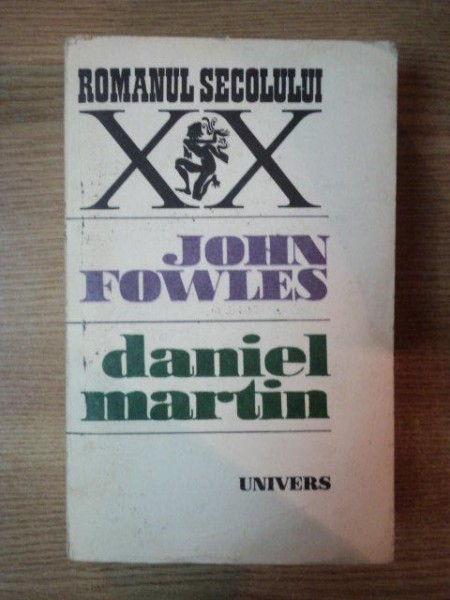 ROMANUL SECOLULUI
XX
JOHN
FOWLES
daniel
martin
UNIVERS